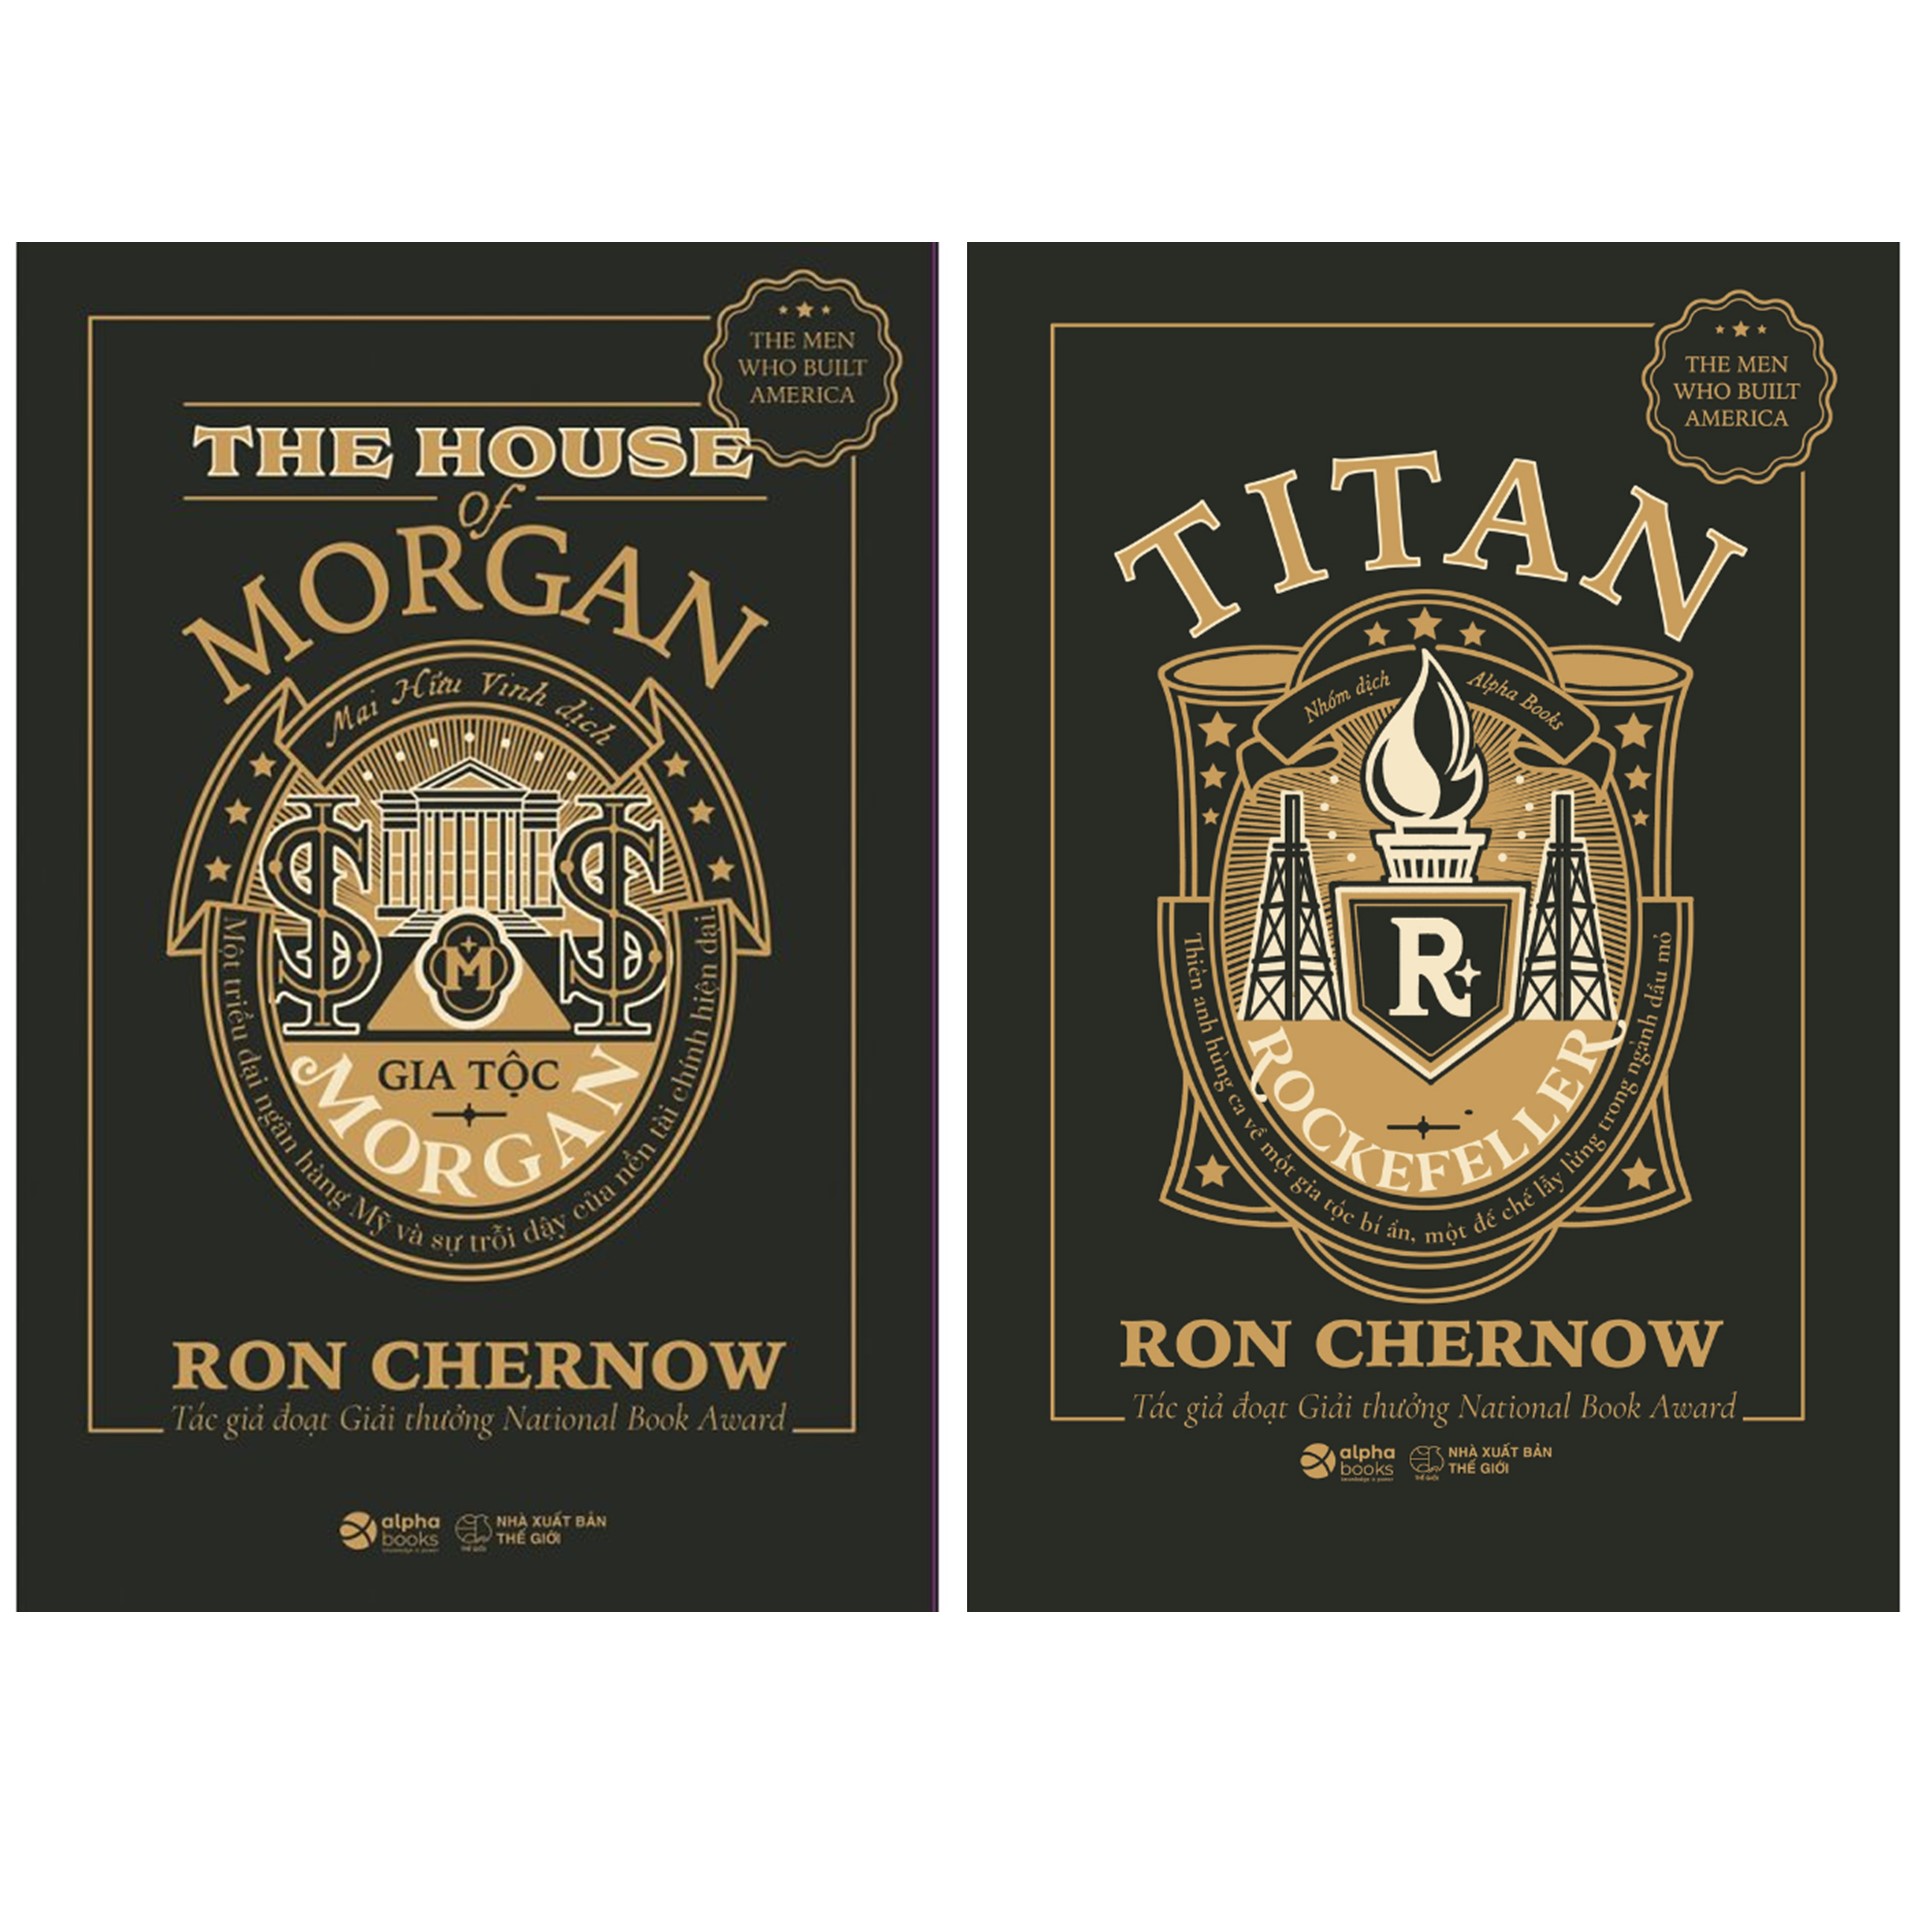 THE MEN
WHO BUILT
AMERICA
THE HOUSE
of
MORGAN
Mai Hữu Vinh dịch
M
GIA TỘC
MORGAN
Một triều đại ngân hàng Mỹ và sự trỗi dậy của nền tài chính hiện đại.
RON CHERNOW
Tác giả đoạt Giải thưởng National Book Award
alpha
books
NHÀ XUẤT BẢN
THẾ GIỚI
THE MEN
WHO BUILT
AMERICA
TITAN
Nhóm dịch Alpha Books
R
ROCKEFELLER
Thiên anh hùng ca về một gia tộc bí ẩn, một đế chế lẫy lừng trong ngành dầu mỏ
RON CHERNOW
Tác giả đoạt Giải thưởng National Book Award
alpha
books
NHÀ XUẤT BẢN
THẾ GIỚI